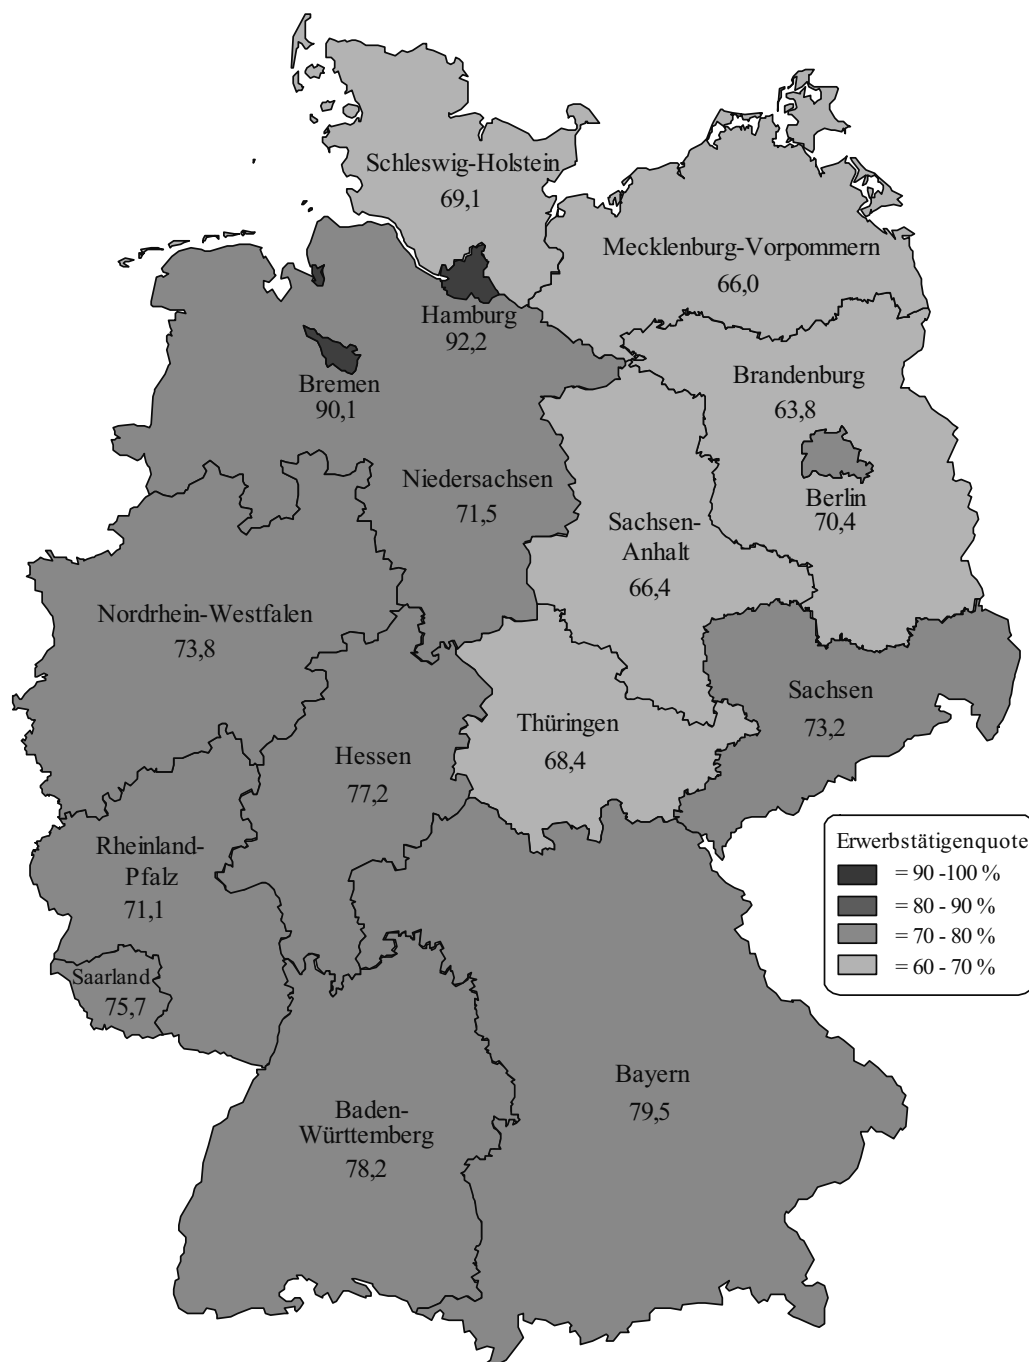 Schleswig-Holstein
69,1
Mecklenburg-Vorpommern
66,0
Hamburg
92,2
Bremen
90,1
Brandenburg
63,8
Niedersachsen
71,5
Berlin
70,4
Sachsen-
Anhalt
66,4
Nordrhein-Westfalen
73,8
Sachsen
73,2
Thüringen
68,4
Hessen
77,2
Rheinland-
Pfalz
71,1
Saarland
75,7
Bayern
79,5
Baden-
Württemberg
78,2
Erwerbstätigenquote
= 90 -100 %
= 80 - 90 %
= 70 - 80 %
= 60 - 70 %